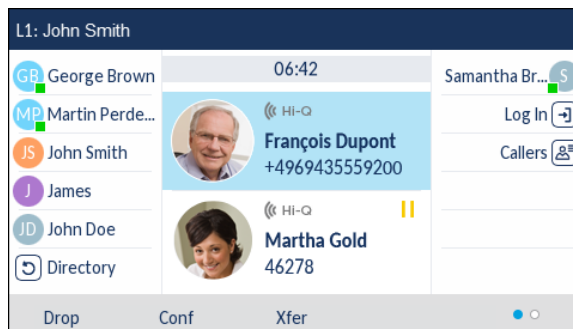 L1: John Smith
GB George Brown
MP Martin Perde...
JS John Smith
J James
JD John Doe
Directory
06:42
Hi-Q
François Dupont
+4969435559200
Hi-Q
Martha Gold
46278
Samantha Br... S
Log In
Callers
Drop Conf Xfer